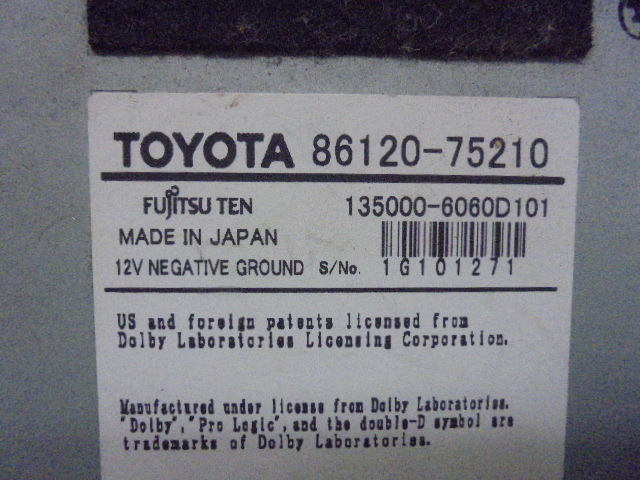 TOYOTA 86120-75210
FUJITSU TEN 135000-6060D101
MADE IN JAPAN
12V NEGATIVE GROUND S/No. 1G101271
US and foreign patents licensed from
Dolby Laboratories Licensing Corporation.
Manufactured under license from Dolby Laboratories.
"Dolby", "Pro Logic", and the double-D symbol are
trademarks of Dolby Laboratories.